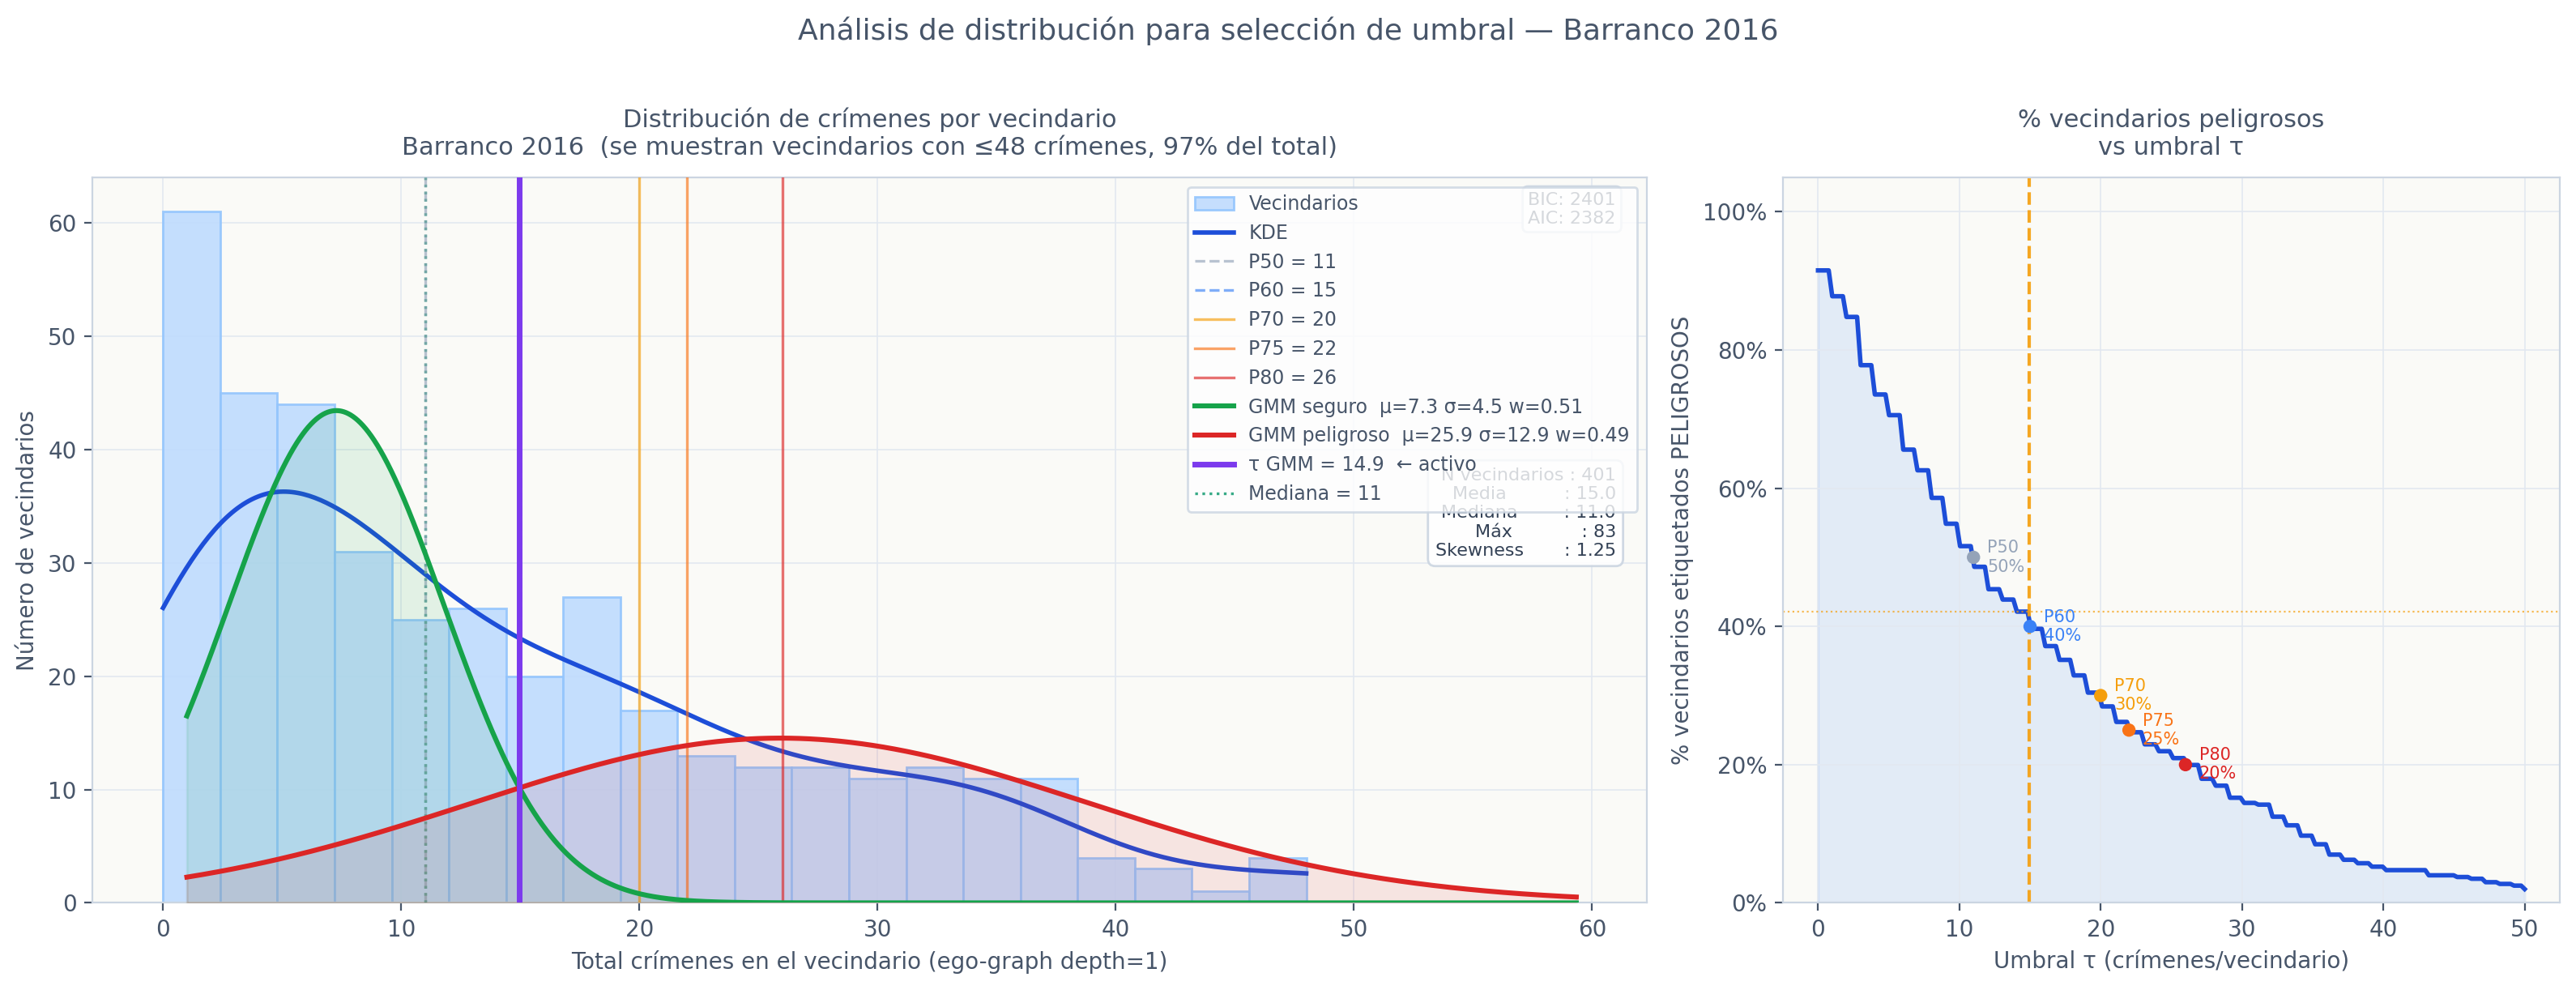 Análisis de distribución para selección de umbral — Barranco 2016
Distribución de crímenes por vecindario
Barranco 2016  (se muestran vecindarios con ≤48 crímenes, 97% del total)
Número de vecindarios
60
50
40
30
20
10
0
Vecindarios
KDE
P50 = 11
P60 = 15
P70 = 20
P75 = 22
P80 = 26
GMM seguro  μ=7.3 σ=4.5 w=0.51
GMM peligroso  μ=25.9 σ=12.9 w=0.49
τ GMM = 14.9  ← activo
Mediana = 11
BIC: 2401
AIC: 2382
N vecindarios : 401
Media : 15.0
Mediana : 11.0
Máx : 83
Skewness : 1.25
0 10 20 30 40 50 60
Total crímenes en el vecindario (ego-graph depth=1)
% vecindarios peligrosos
vs umbral τ
% vecindarios etiquetados PELIGROSOS
100%
80%
60%
40%
20%
0%
P50
50%
P60
40%
P70
30%
P75
25%
P80
20%
0 10 20 30 40 50
Umbral τ (crímenes/vecindario)